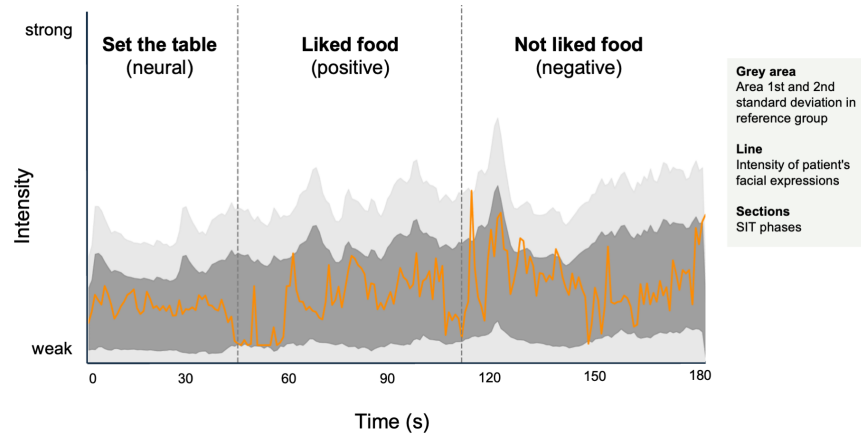 strong
Set the table
(neural)
Liked food
(positive)
Not liked food
(negative)
Grey area
Area 1st and 2nd
standard deviation in
reference group
Line
Intensity of patient's
facial expressions
Sections
SIT phases
Intensity
weak
0 30 60 90 120 150 180
Time (s)